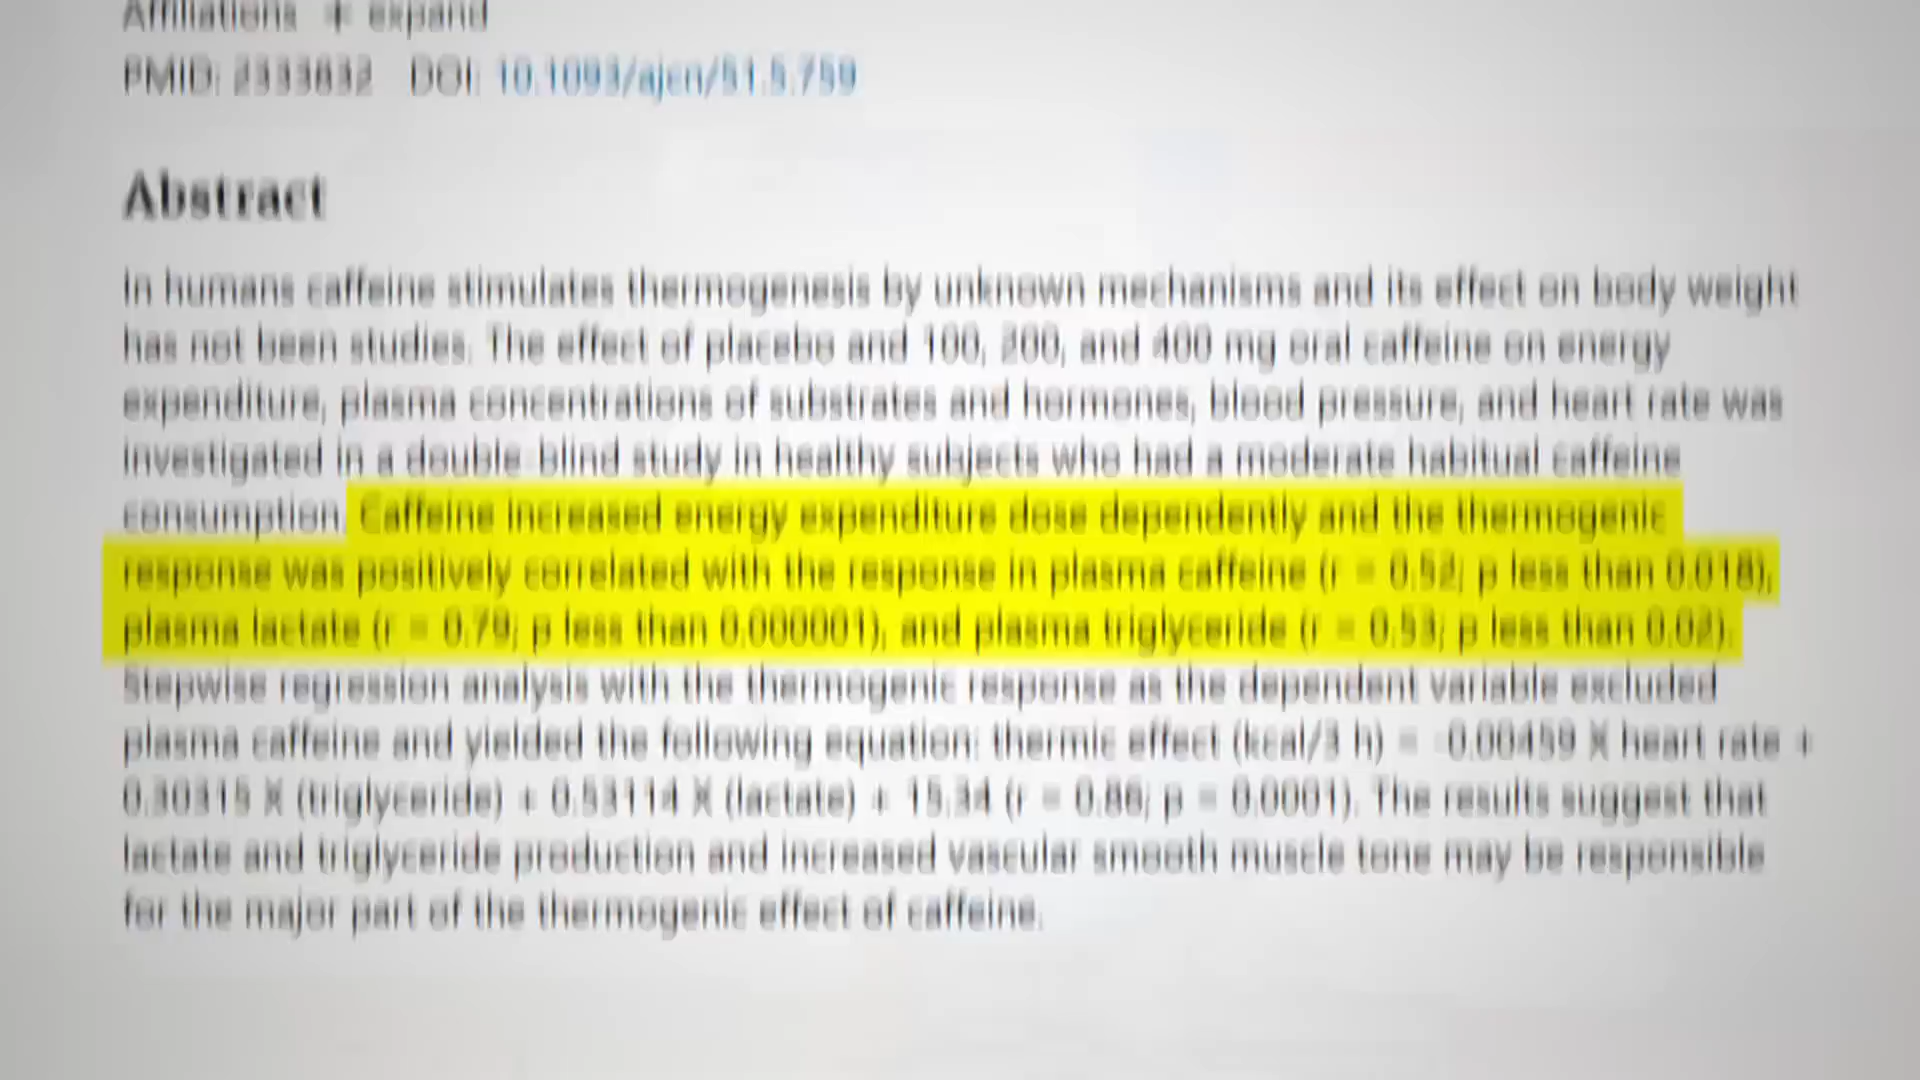 Affiliations + expand
PMID: 2333832 DOI: 10.1093/ajcn/51.5.759
Abstract
In humans caffeine stimulates thermogenesis by unknown mechanisms and its effect on body weight
has not been studies. The effect of placebo and 100, 200, and 400 mg oral caffeine on energy
expenditure, plasma concentrations of substrates and hormones, blood pressure, and heart rate was
investigated in a double-blind study in healthy subjects who had a moderate habitual caffeine
consumption. Caffeine increased energy expenditure dose dependently and the thermogenic
response was positively correlated with the response in plasma caffeine (r = 0.52; p less than 0.018),
plasma lactate (r = 0.79; p less than 0.000001), and plasma triglyceride (r = 0.53; p less than 0.02).
Stepwise regression analysis with the thermogenic response as the dependent variable excluded
plasma caffeine and yielded the following equation: thermic effect (kcal/3 h) = -0.00459 X heart rate +
0.30315 X (triglyceride) + 0.53114 X (lactate) + 15.34 (r = 0.86; p = 0.0001). The results suggest that
lactate and triglyceride production and increased vascular smooth muscle tone may be responsible
for the major part of the thermogenic effect of caffeine.